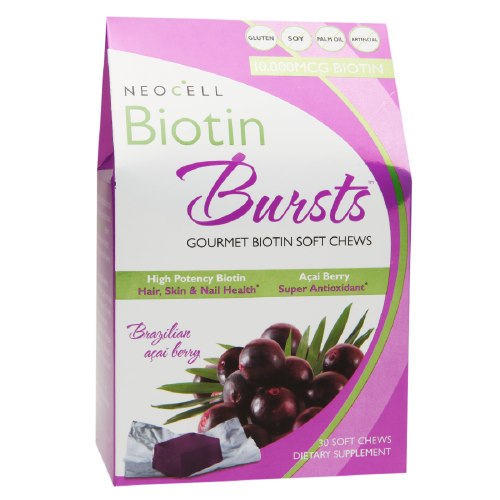 GLUTEN SOY PALM OIL ARTIFICIAL
10,000MCG BIOTIN
NEOCELL
Biotin
Bursts™
GOURMET BIOTIN SOFT CHEWS
High Potency Biotin
Hair, Skin & Nail Health*
Açai Berry
Super Antioxidant*
Brazilian
açai berry
30 SOFT CHEWS
DIETARY SUPPLEMENT